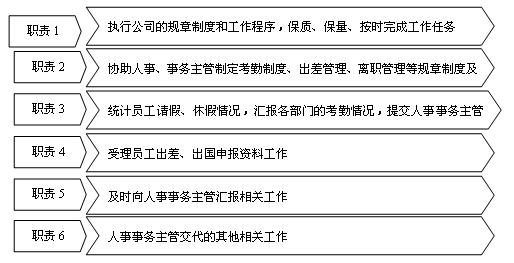 职责 1 执行公司的规章制度和工作程序，保质、保量、按时完成工作任务
职责 2 协助人事、事务主管制定考勤制度、出差管理、离职管理等规章制度及
职责 3 统计员工请假、休假情况，汇报各部门的考勤情况，提交人事事务主管
职责 4 受理员工出差、出国申报资料工作
职责 5 及时向人事事务主管汇报相关工作
职责 6 人事事务主管交代的其他相关工作